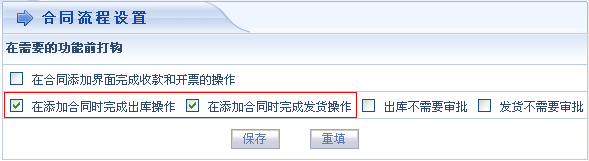 合同流程设置
在需要的功能前打钩
在合同添加界面完成收款和开票的操作
在添加合同时完成出库操作 在添加合同时完成发货操作 出库不需要审批 发货不需要审批
保存 重填